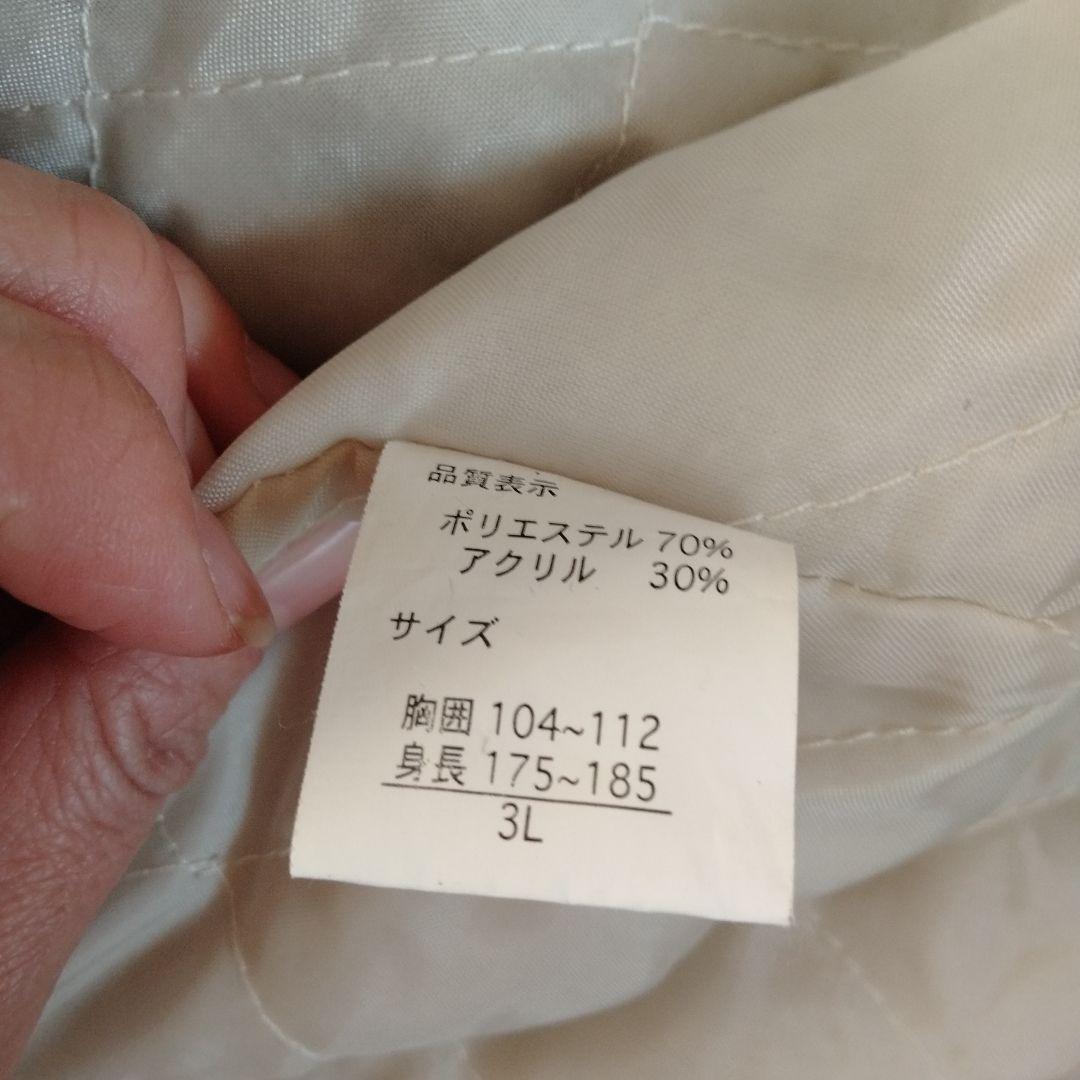 品質表示
ポリエステル 70%
アクリル 30%
サイズ
胸囲 104~112
身長 175~185
3L